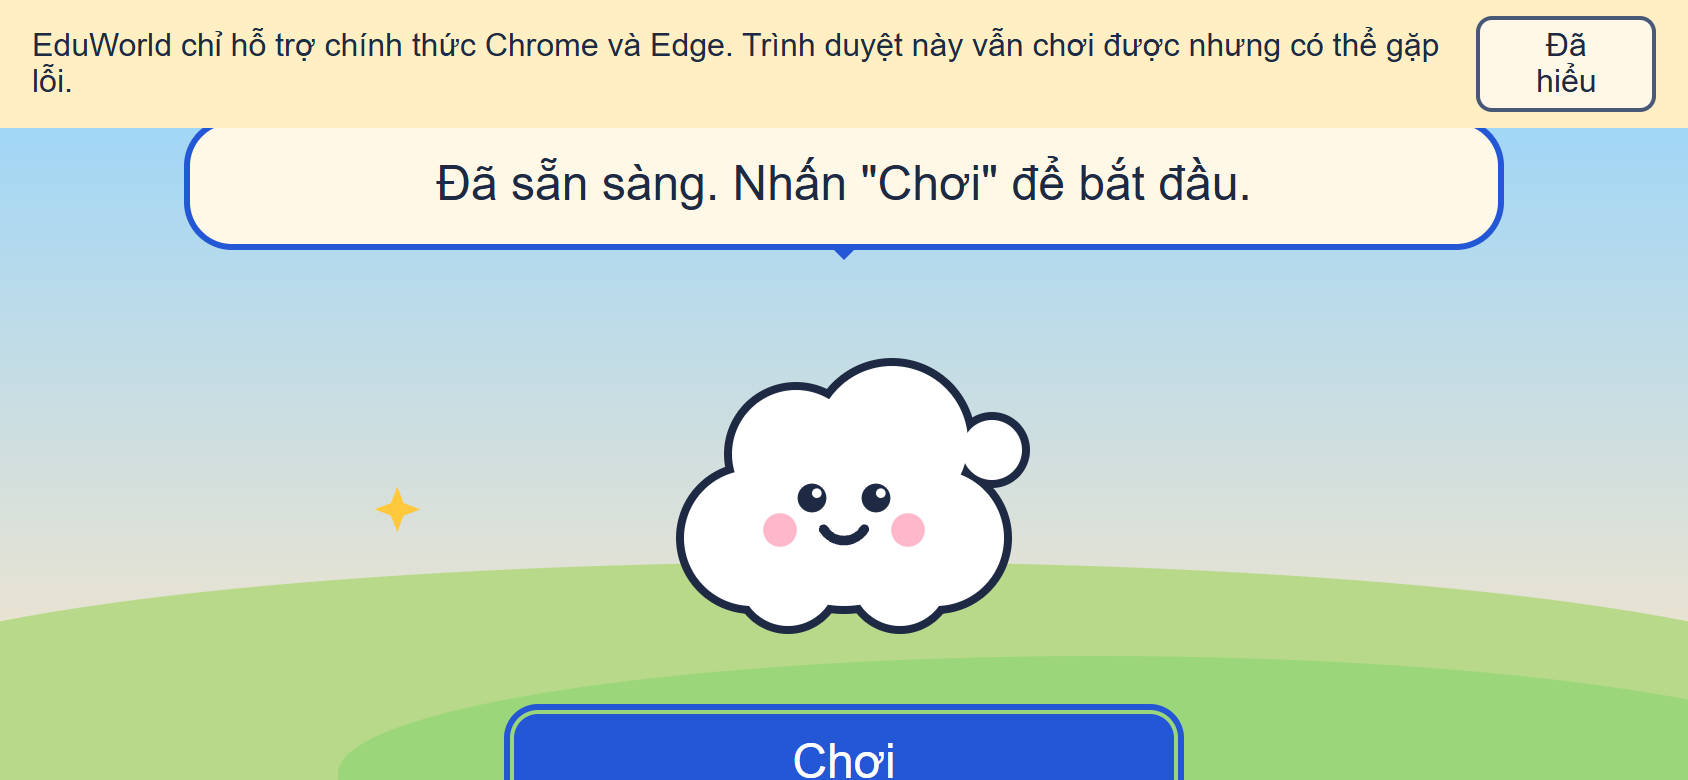 EduWorld chỉ hỗ trợ chính thức Chrome và Edge. Trình duyệt này vẫn chơi được nhưng có thể gặp
lỗi.
Đã
hiểu
Đã sẵn sàng. Nhấn "Chơi" để bắt đầu.
Chơi